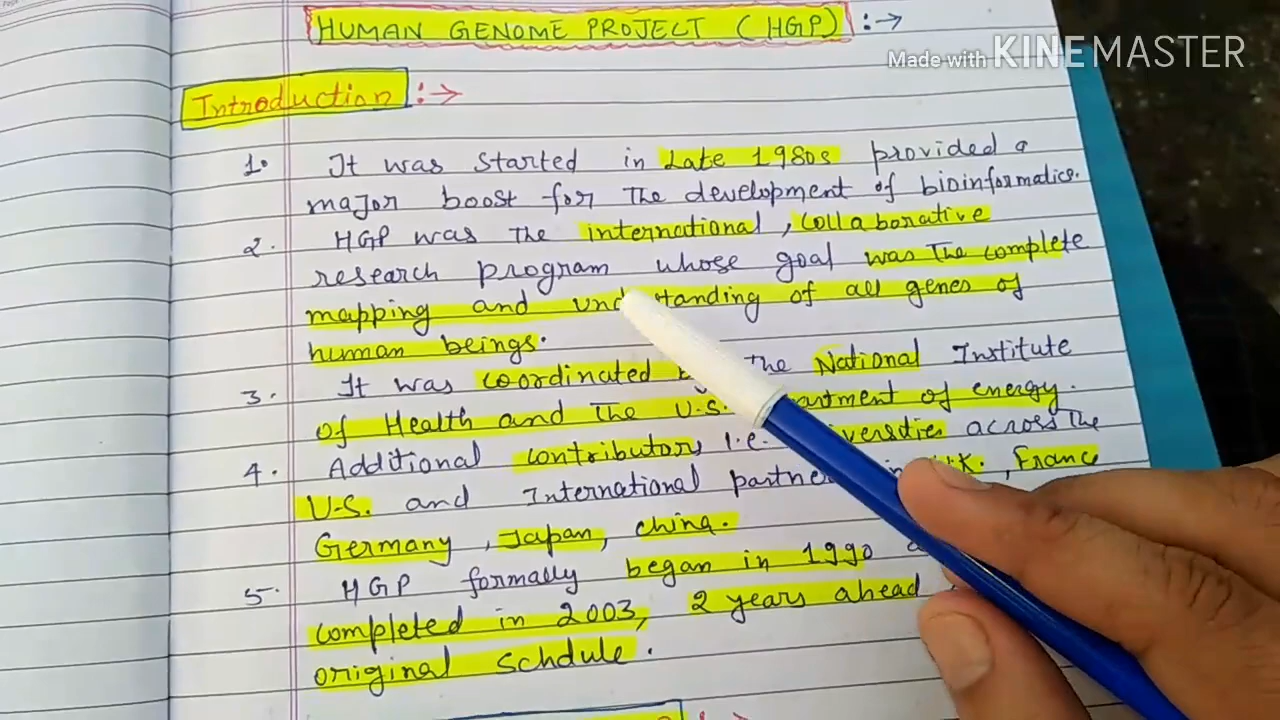 HUMAN GENOME PROJECT (HGP) :→
Made with KINEMASTER
Introduction :→
1. It was started in Late 1980s provided a
major boost for The development of bioinformatics.
2. HGP was The international, collaborative
research program whose goal was The complete
mapping and of all genes of
human beings.
3. It was coordinated The National Institute
of Health and The U.S. of energy.
4. Additional contributors i.e. across The
U.S. and International , France
Germany, Japan, china.
5. HGP formally began in 1990
completed in 2003, 2 years ahead
original schdule.